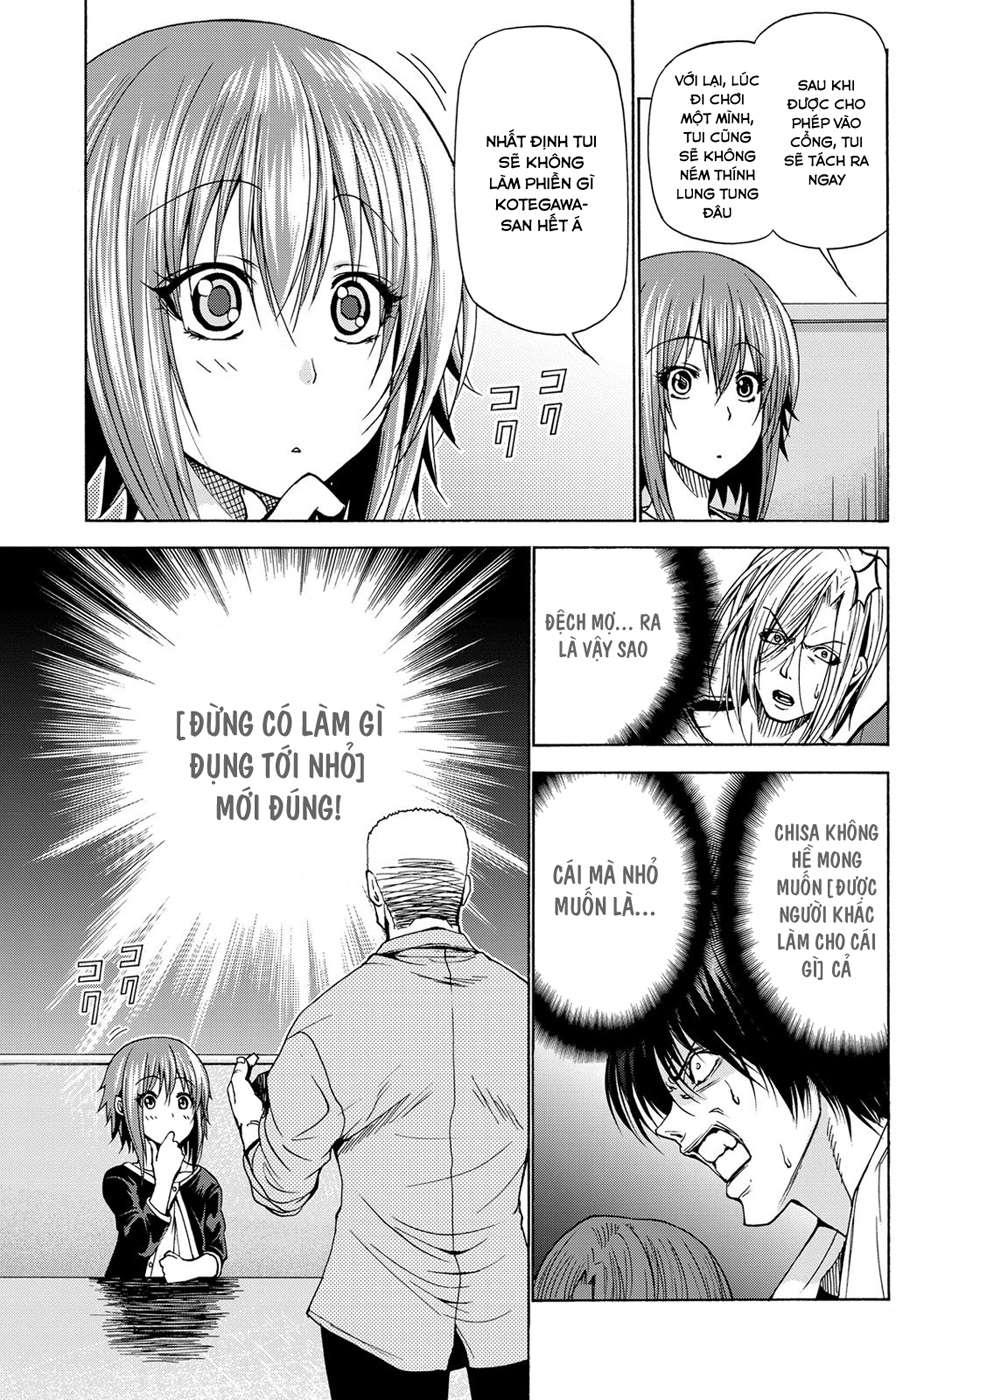 SAU KHI
ĐƯỢC CHO
PHÉP VÀO
CỔNG, TUI
SẼ TÁCH RA
NGAY
VỚI LẠI, LÚC
ĐI CHƠI
MỘT MÌNH,
TUI CŨNG
SẼ KHÔNG
NÉM THÍNH
LUNG TUNG
ĐÂU
NHẤT ĐỊNH TUI
SẼ KHÔNG
LÀM PHIỀN GÌ
KOTEGAWA-
SAN HẾT Á
コク
コク
ĐỆCH MỢ... RA
LÀ VẬY SAO
CHISA KHÔNG
HỀ MONG
MUỐN [ĐƯỢC
NGƯỜI KHÁC
LÀM CHO CÁI
GÌ] CẢ
CÁI MÀ NHỎ
MUỐN LÀ...
[ĐỪNG CÓ LÀM GÌ
ĐỤNG TỚI NHỎ]
MỚI ĐÚNG!
コク
コク